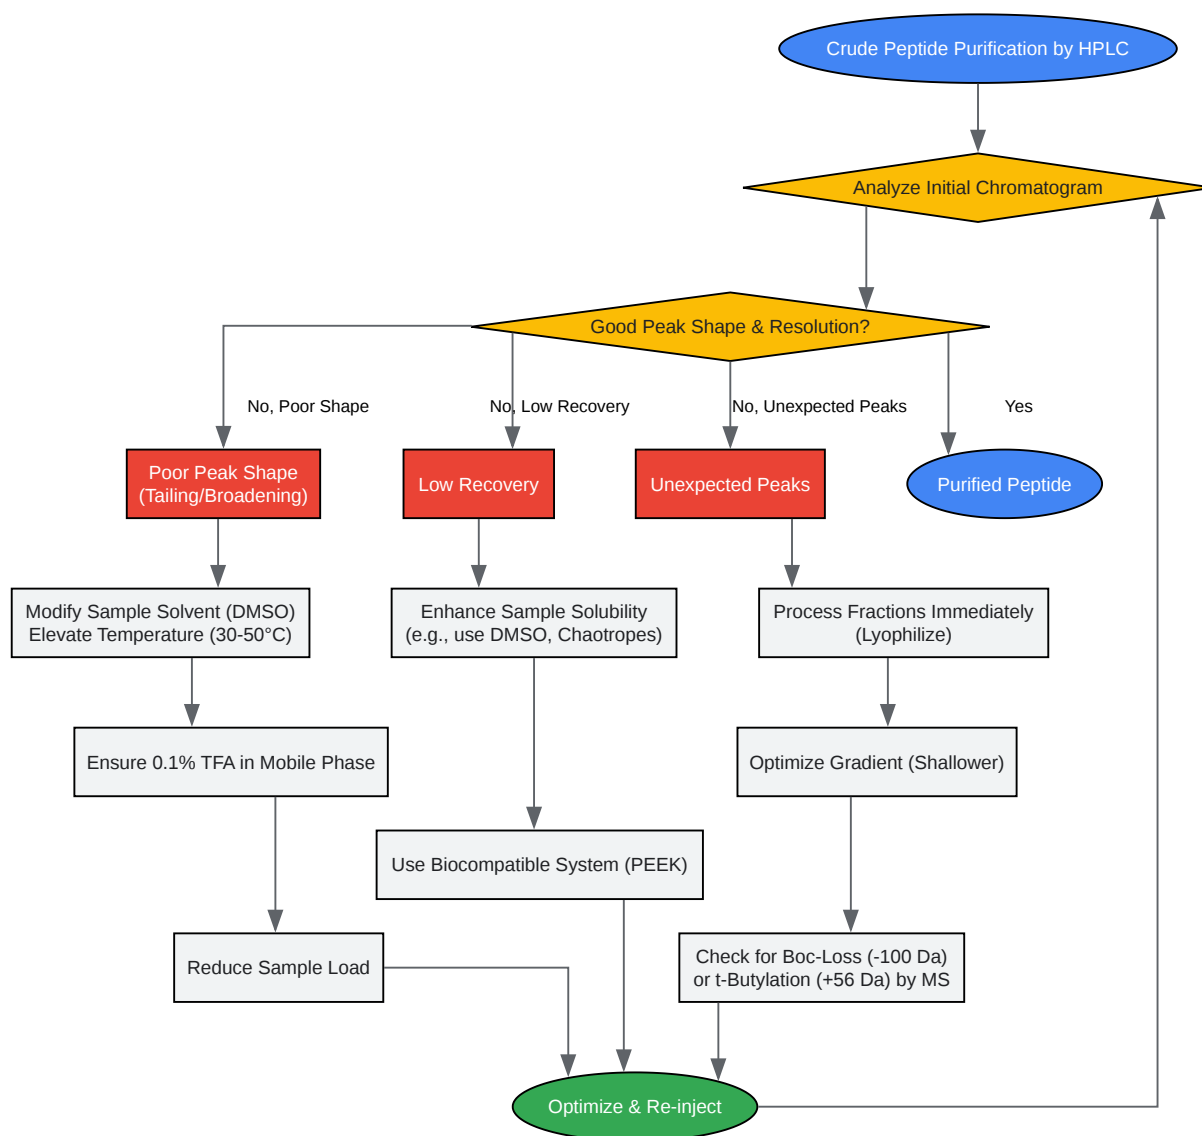 Crude Peptide Purification by HPLC
Analyze Initial Chromatogram
Good Peak Shape & Resolution?
No, Poor Shape
No, Low Recovery
No, Unexpected Peaks
Yes
Poor Peak Shape
(Tailing/Broadening)
Low Recovery
Unexpected Peaks
Purified Peptide
Modify Sample Solvent (DMSO)
Elevate Temperature (30-50°C)
Enhance Sample Solubility
(e.g., use DMSO, Chaotropes)
Process Fractions Immediately
(Lyophilize)
Ensure 0.1% TFA in Mobile Phase
Optimize Gradient (Shallower)
Use Biocompatible System (PEEK)
Reduce Sample Load
Check for Boc-Loss (-100 Da)
or t-Butylation (+56 Da) by MS
Optimize & Re-inject